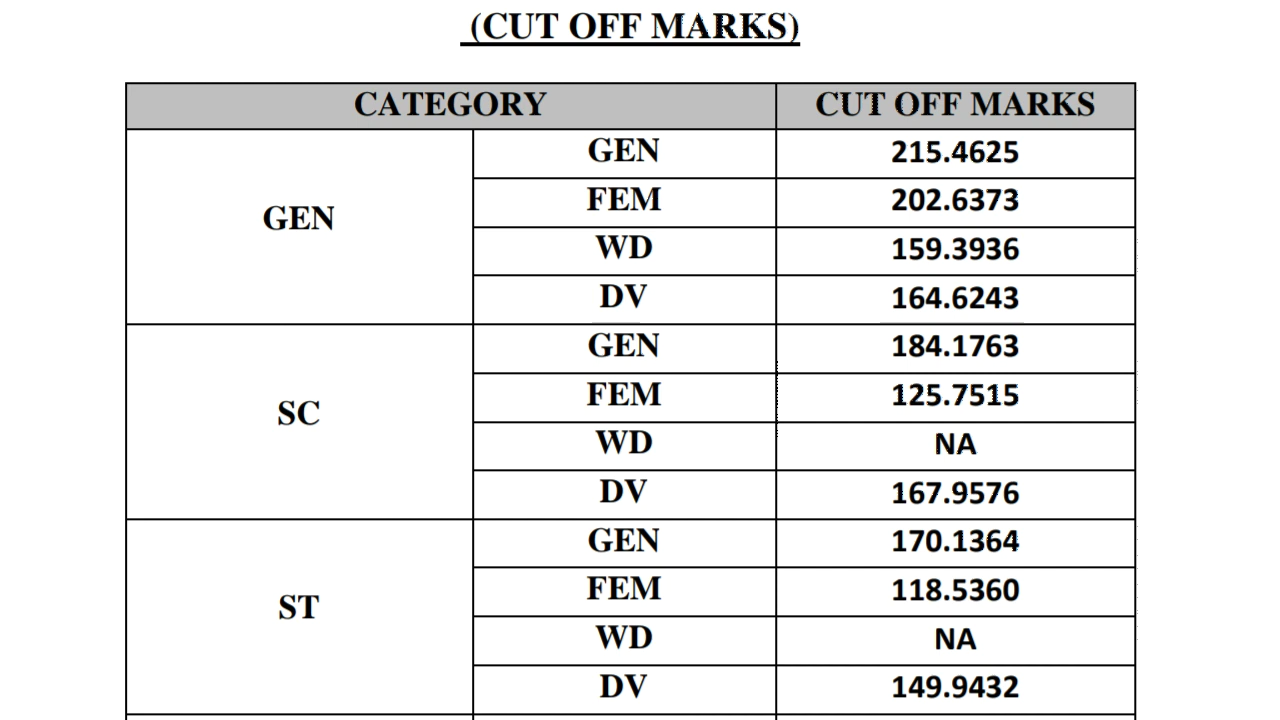 (CUT OFF MARKS)
CATEGORY CUT OFF MARKS
GEN
GEN 215.4625
FEM 202.6373
WD 159.3936
DV 164.6243
SC
GEN 184.1763
FEM 125.7515
WD NA
DV 167.9576
ST
GEN 170.1364
FEM 118.5360
WD NA
DV 149.9432